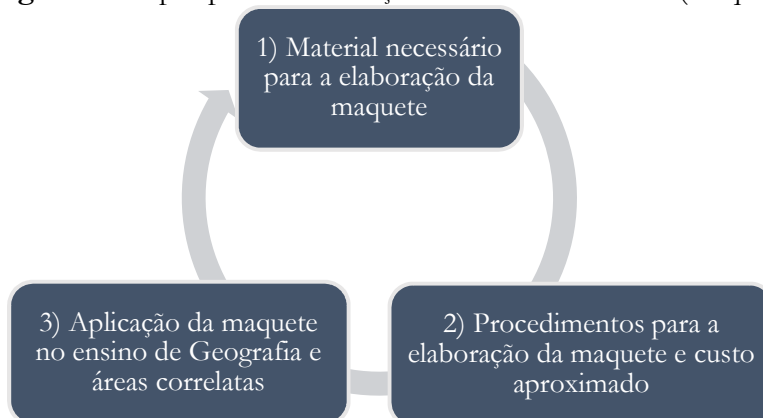 1) Material necessário
para a elaboração da
maquete
3) Aplicação da maquete
no ensino de Geografia e
áreas correlatas
2) Procedimentos para a
elaboração da maquete e custo
aproximado